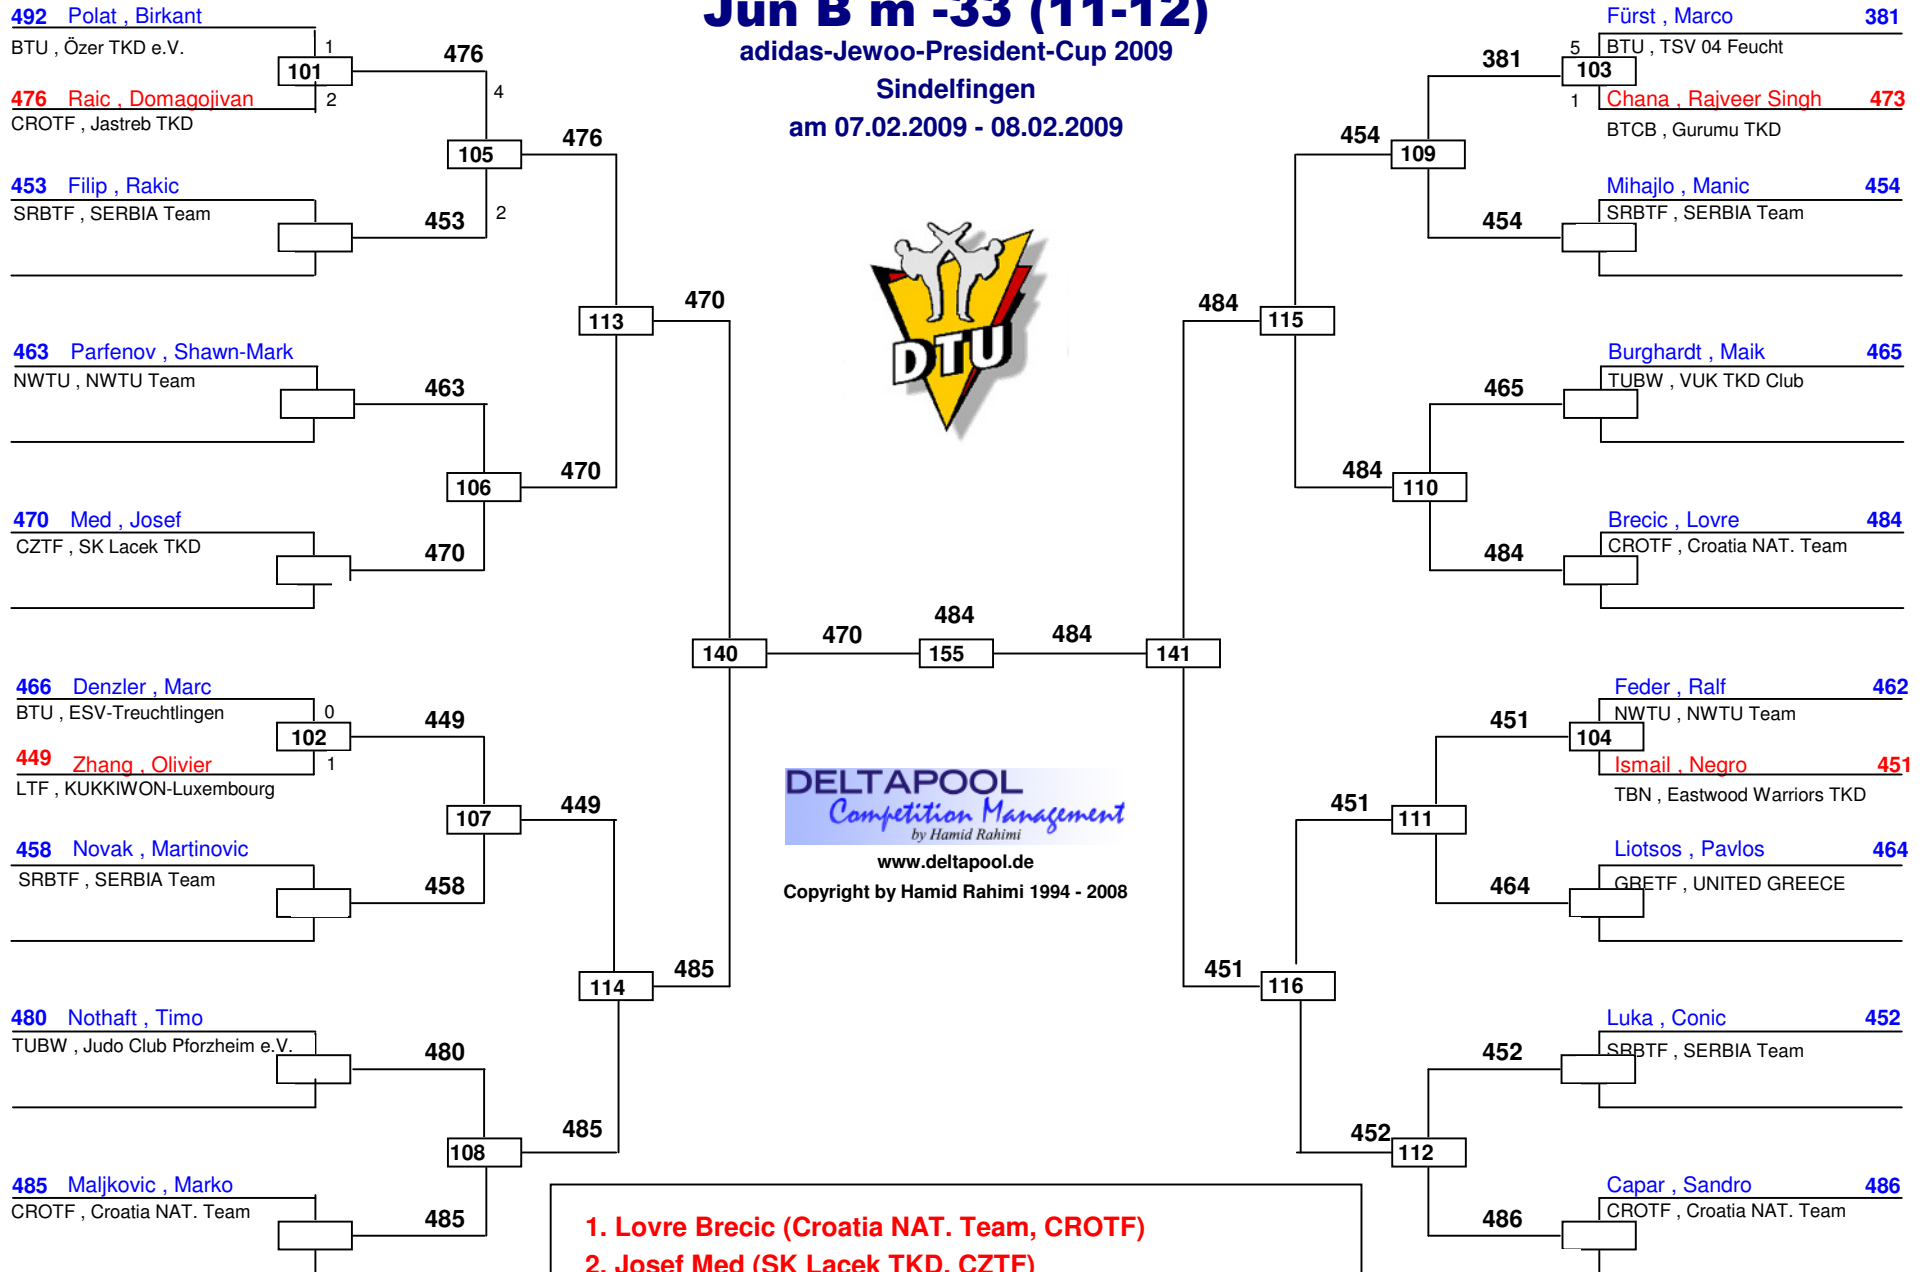 Jun B m -33 (11-12)
adidas-Jewoo-President-Cup 2009
Sindelfingen
am 07.02.2009 - 08.02.2009
492 Polat , Birkant
BTU , Özer TKD e.V.
1
101
476
476 Raic , Domagojivan
2
CROTF , Jastreb TKD
4
105
476
453 Filip , Rakic
SRBTF , SERBIA Team
453
2
113
470
463 Parfenov , Shawn-Mark
NWTU , NWTU Team
463
106
470
470 Med , Josef
CZTF , SK Lacek TKD
470
466 Denzler , Marc
BTU , ESV-Treuchtlingen
0
102
449
449 Zhang , Olivier
1
LTF , KUKKIWON-Luxembourg
107
449
458 Novak , Martinovic
SRBTF , SERBIA Team
458
114
485
480 Nothaft , Timo
TUBW , Judo Club Pforzheim e.V.
480
108
485
485 Maljkovic , Marko
CROTF , Croatia NAT. Team
485
140
470
484
155
484
141
DTU
DELTAPOOL
Competition Management
by Hamid Rahimi
www.deltapool.de
Copyright by Hamid Rahimi 1994 - 2008
Fürst , Marco 381
5
BTU , TSV 04 Feucht
381
103
1
Chana , Rajveer Singh 473
BTCB , Gurumu TKD
454
109
Mihajlo , Manic 454
SRBTF , SERBIA Team
454
484
115
Burghardt , Maik 465
TUBW , VUK TKD Club
465
484
110
Brecic , Lovre 484
CROTF , Croatia NAT. Team
484
Feder , Ralf 462
NWTU , NWTU Team
451
104
Ismail , Negro 451
TBN , Eastwood Warriors TKD
451
111
Liotsos , Pavlos 464
GRETF , UNITED GREECE
464
451
116
Luka , Conic 452
SRBTF , SERBIA Team
452
452
112
Capar , Sandro 486
CROTF , Croatia NAT. Team
486
1. Lovre Brecic (Croatia NAT. Team, CROTF)
2. Josef Med (SK Lacek TKD, CZTF)